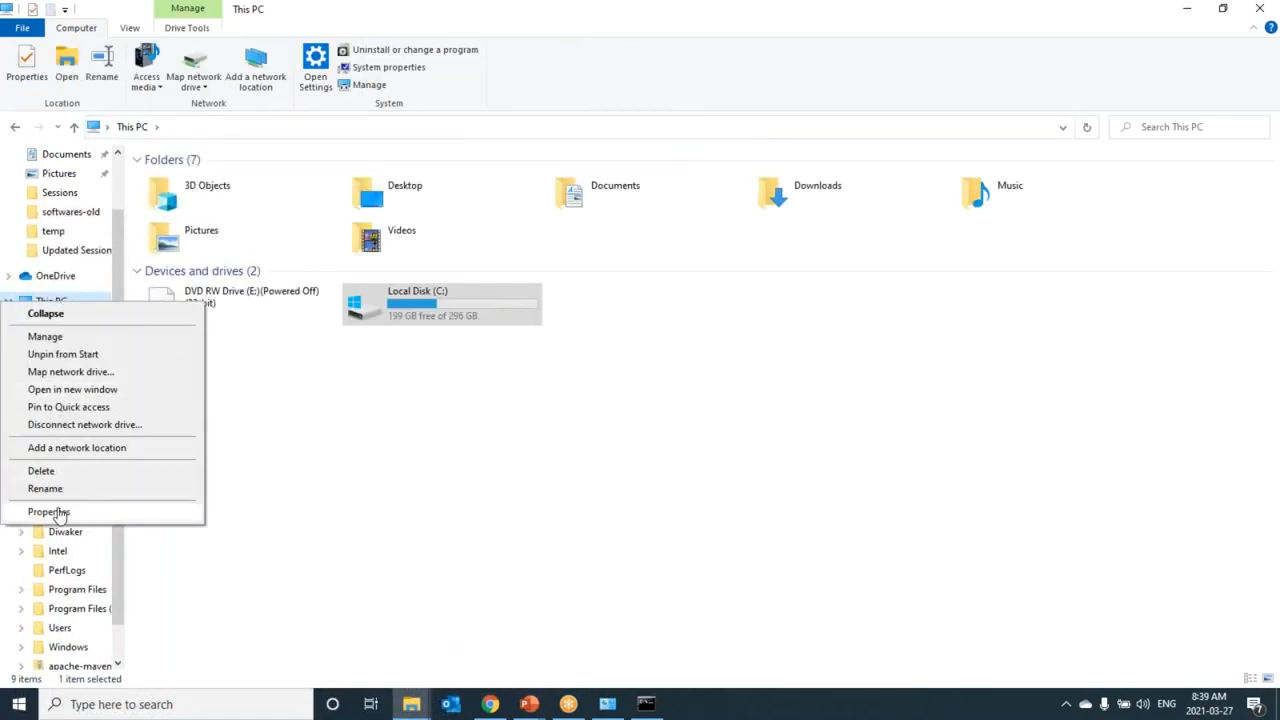 Manage
This PC
File
Computer
View
Drive Tools
Properties
Open
Rename
Access
media
Map network
drive
Add a network
location
Open
Settings
Uninstall or change a program
System properties
Manage
Location
Network
System
This PC
Search This PC
Documents
Pictures
Sessions
softwares-old
temp
Updated Session
OneDrive
This PC
Collapse
Manage
Unpin from Start
Map network drive...
Open in new window
Pin to Quick access
Disconnect network drive...
Add a network location
Delete
Rename
Properties
Diwaker
Intel
PerfLogs
Program Files
Program Files (
Users
Windows
apache-maven
Folders (7)
3D Objects
Desktop
Documents
Downloads
Music
Pictures
Videos
Devices and drives (2)
DVD RW Drive (E:)(Powered Off)
bit)
Local Disk (C:)
199 GB free of 296 GB
9 items
1 item selected
Type here to search
ENG
8:39 AM
2021-03-27